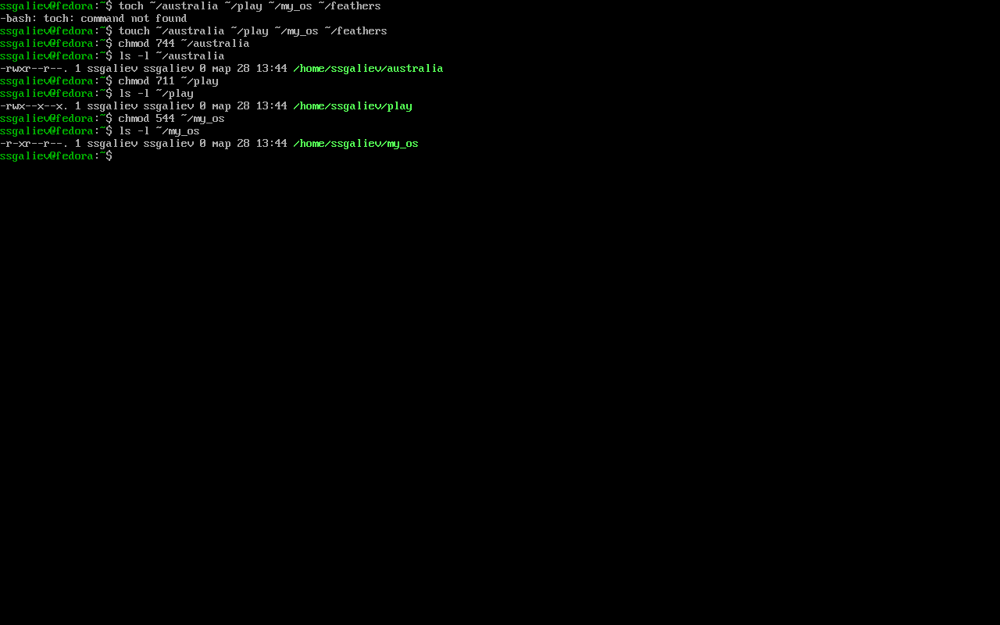 ssgaliev@fedora:~$ toch ~/australia ~/play ~/my_os ~/feathers
-bash: toch: command not found
ssgaliev@fedora:~$ touch ~/australia ~/play ~/my_os ~/feathers
ssgaliev@fedora:~$ chmod 744 ~/australia
ssgaliev@fedora:~$ ls -l ~/australia
-rwxr--r--. 1 ssgaliev ssgaliev 0 мар 28 13:44 /home/ssgaliev/australia
ssgaliev@fedora:~$ chmod 711 ~/play
ssgaliev@fedora:~$ ls -l ~/play
-rwx--x--x. 1 ssgaliev ssgaliev 0 мар 28 13:44 /home/ssgaliev/play
ssgaliev@fedora:~$ chmod 544 ~/my_os
ssgaliev@fedora:~$ ls -l ~/my_os
-r-xr--r--. 1 ssgaliev ssgaliev 0 мар 28 13:44 /home/ssgaliev/my_os
ssgaliev@fedora:~$